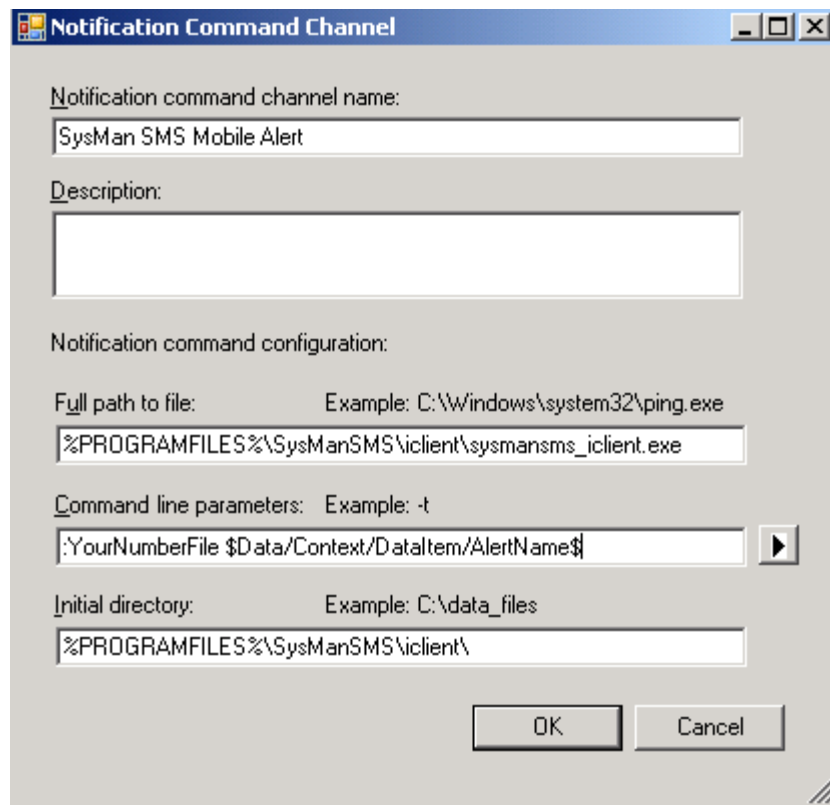 Notification Command Channel
Notification command channel name:
SysMan SMS Mobile Alert
Description:
Notification command configuration:
Full path to file: Example: C:\Windows\system32\ping.exe
%PROGRAMFILES%\SysManSMS\iclient\sysmansms_iclient.exe
Command line parameters: Example: -t
:YourNumberFile $Data/Context/DataItem/AlertName$
Initial directory: Example: C:\data_files
%PROGRAMFILES%\SysManSMS\iclient\
OK Cancel